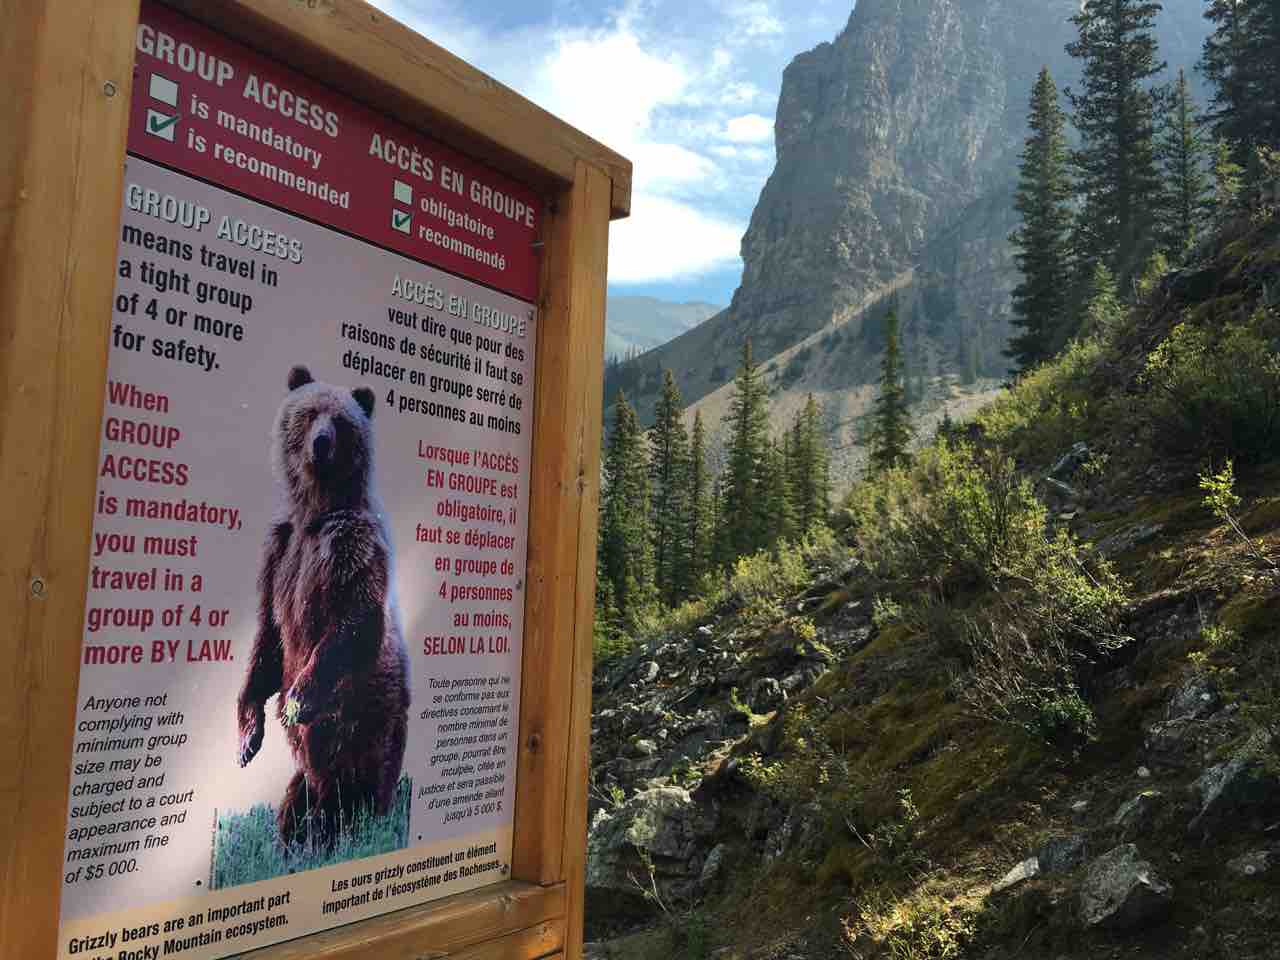 GROUP ACCESS
is mandatory
is recommended
ACCÈS EN GROUPE
obligatoire
recommendé
GROUP ACCESS
means travel in
a tight group
of 4 or more
for safety.
ACCÈS EN GROUPE
veut dire que pour des
raisons de sécurité il faut se
déplacer en groupe serré de
4 personnes au moins
When
GROUP
ACCESS
is mandatory,
you must
travel in a
group of 4 or
more BY LAW.
Lorsque l'ACCÈS
EN GROUPE est
obligatoire, il
faut se déplacer
en groupe de
4 personnes
au moins,
SELON LA LOI.
Anyone not
complying with
minimum group
size may be
charged and
subject to a court
appearance and
maximum fine
of $5 000.
Toute personne qui ne
se conforme pas aux
directives concernant le
nombre minimal de
personnes dans un
groupe, pourrait être
inculpée, citée en
justice et sera passible
d'une amende allant
jusqu'à 5 000 $.
Grizzly bears are an important part
Rocky Mountain ecosystem.
Les ours grizzly constituent un élément
important de l'écosystème des Rocheuses.